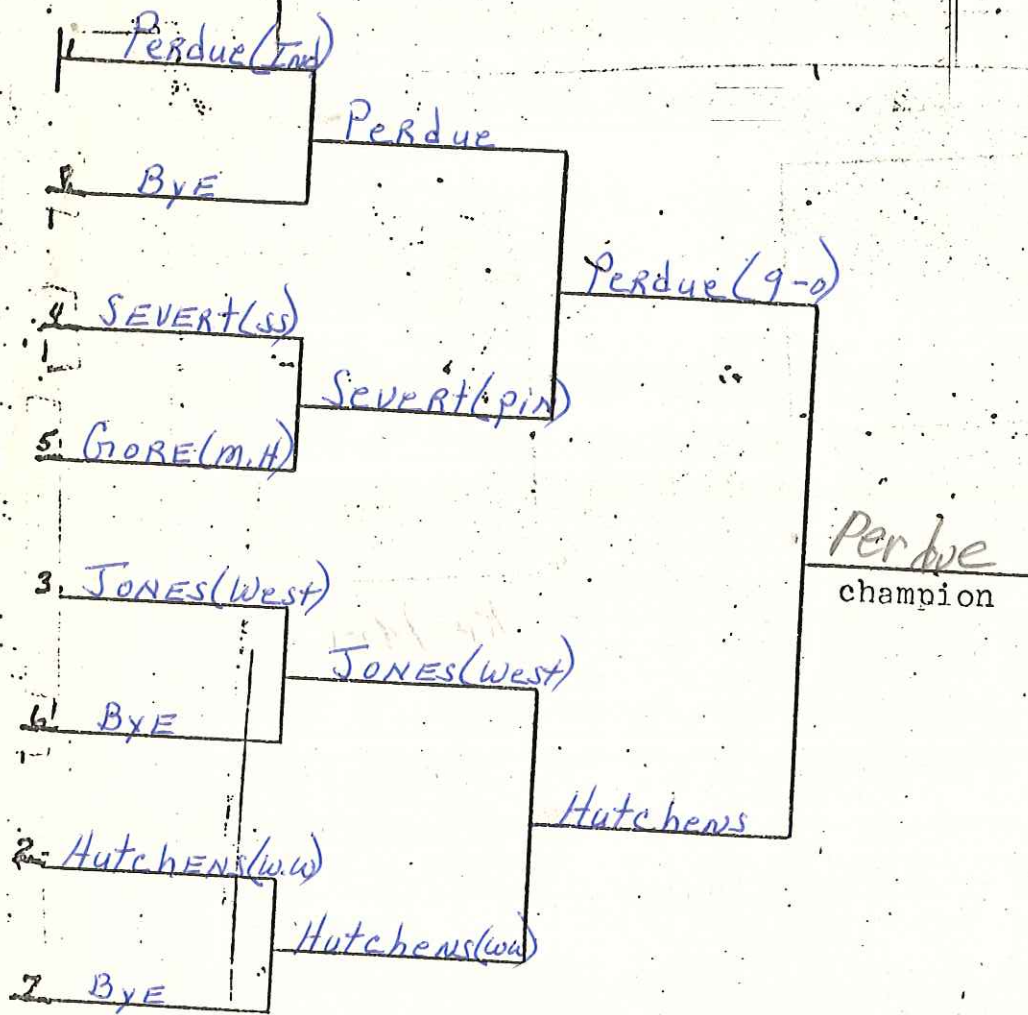 1 Perdue (Ind)
Perdue
8 ByE
Perdue (9-0)
4 SEVERt (ss)
Severt (pin)
5. GORE (M.H)
Perdue
champion
3. JONES (West)
JONES (West)
6 ByE
Hutchens
2. HutchENS (W.W)
Hutchens (WW)
7 ByE